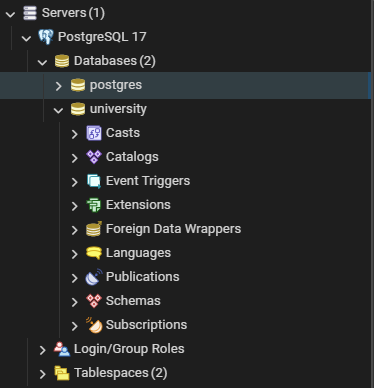 Servers (1)
PostgreSQL 17
Databases (2)
postgres
university
Casts
Catalogs
Event Triggers
Extensions
Foreign Data Wrappers
Languages
Publications
Schemas
Subscriptions
Login/Group Roles
Tablespaces (2)